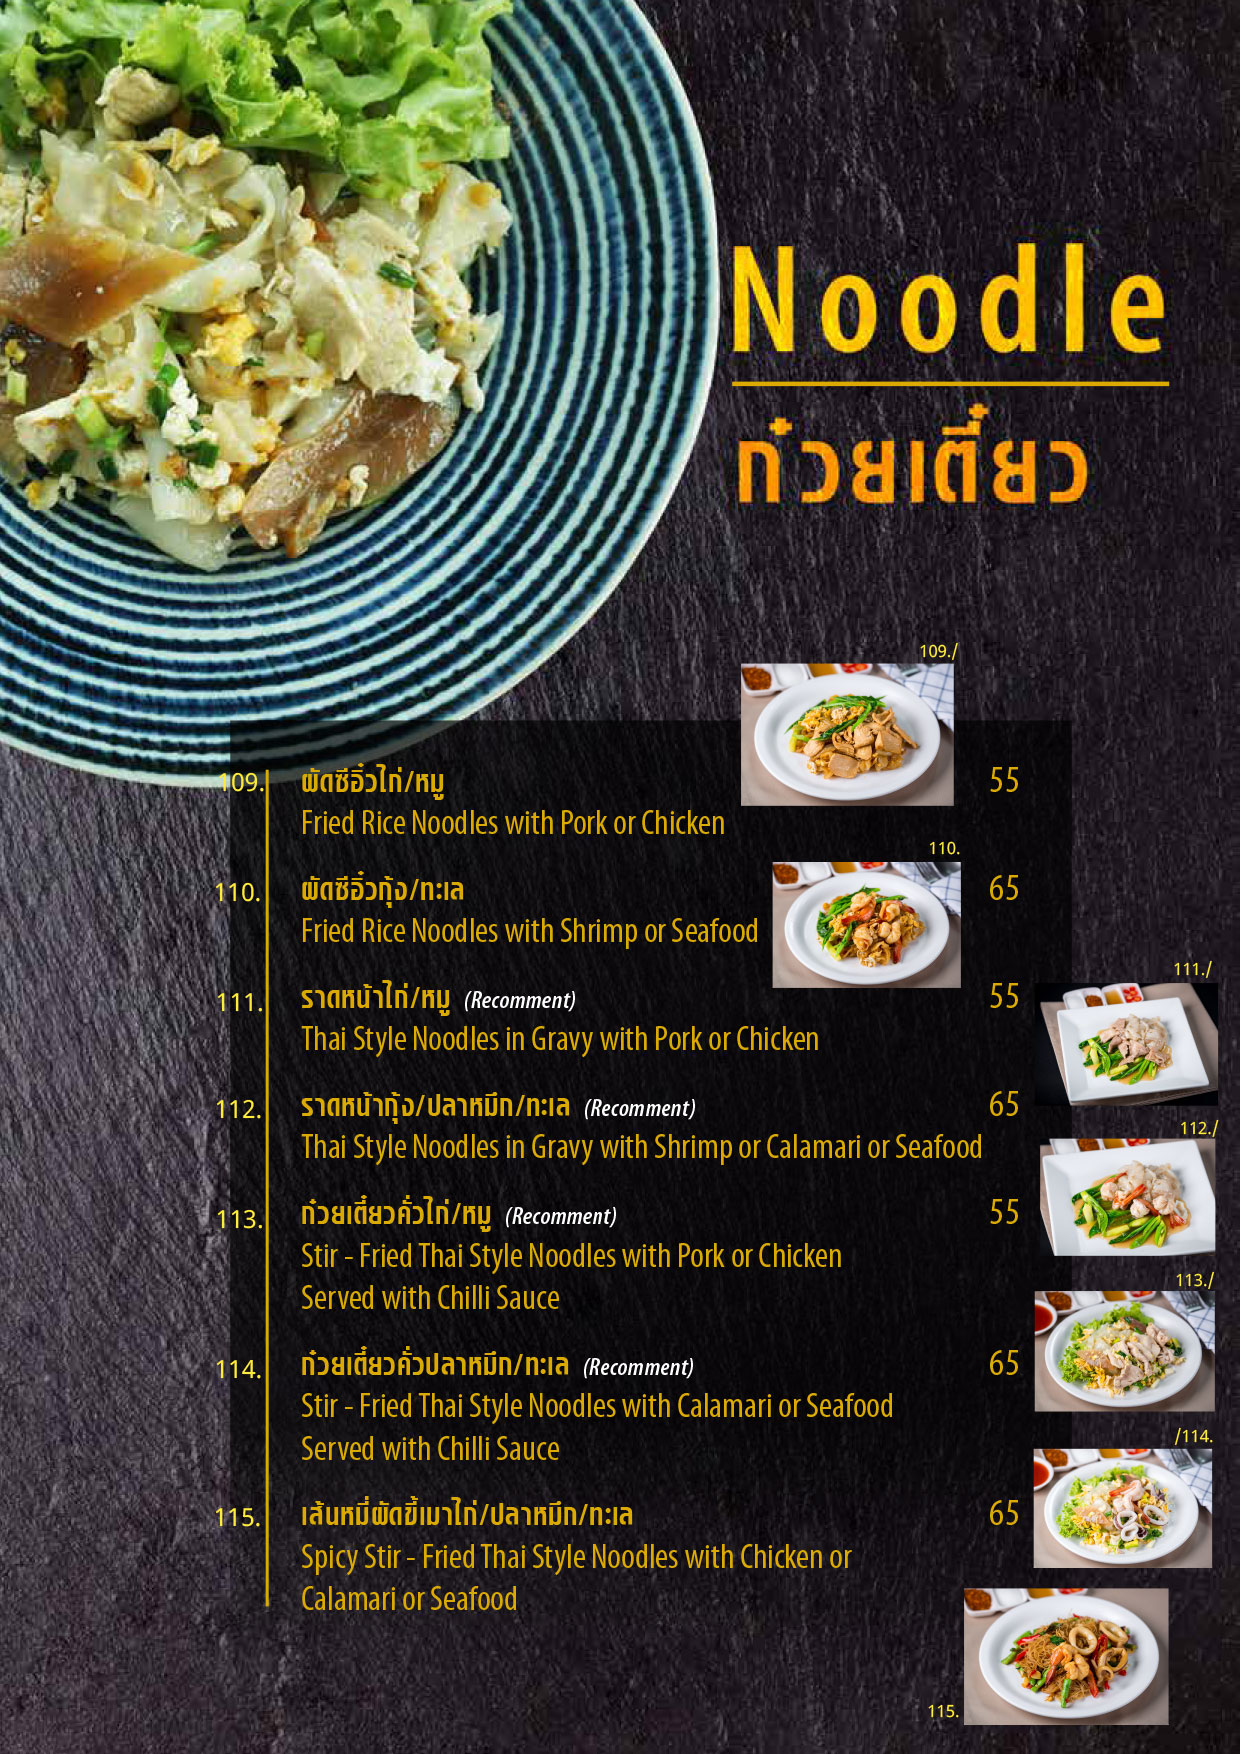 Noodle
ก๋วยเตี๋ยว
109./
109.
ผัดซีอิ๋วไก่/หมู
55
Fried Rice Noodles with Pork or Chicken
110.
110.
ผัดซีอิ๋วกุ้ง/ทะเล
65
Fried Rice Noodles with Shrimp or Seafood
111./
111.
ราดหน้าไก่/หมู (Recomment)
55
Thai Style Noodles in Gravy with Pork or Chicken
112.
ราดหน้ากุ้ง/ปลาหมึก/ทะเล (Recomment)
65
112./
Thai Style Noodles in Gravy with Shrimp or Calamari or Seafood
113.
ก๋วยเตี๋ยวคั่วไก่/หมู (Recomment)
55
Stir - Fried Thai Style Noodles with Pork or Chicken
113./
Served with Chilli Sauce
114.
ก๋วยเตี๋ยวคั่วปลาหมึก/ทะเล (Recomment)
65
Stir - Fried Thai Style Noodles with Calamari or Seafood
/114.
Served with Chilli Sauce
115.
เส้นหมี่ผัดขี้เมาไก่/ปลาหมึก/ทะเล
65
Spicy Stir - Fried Thai Style Noodles with Chicken or
Calamari or Seafood
115.